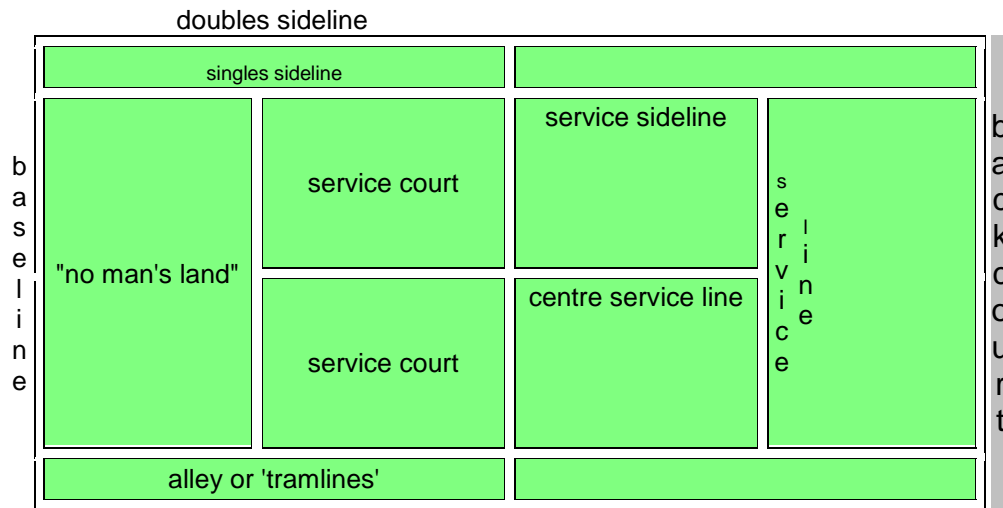 doubles sideline
singles sideline
service sideline
baseline
"no man's land"
service court
service line
backcourt
centre service line
service court
alley or 'tramlines'